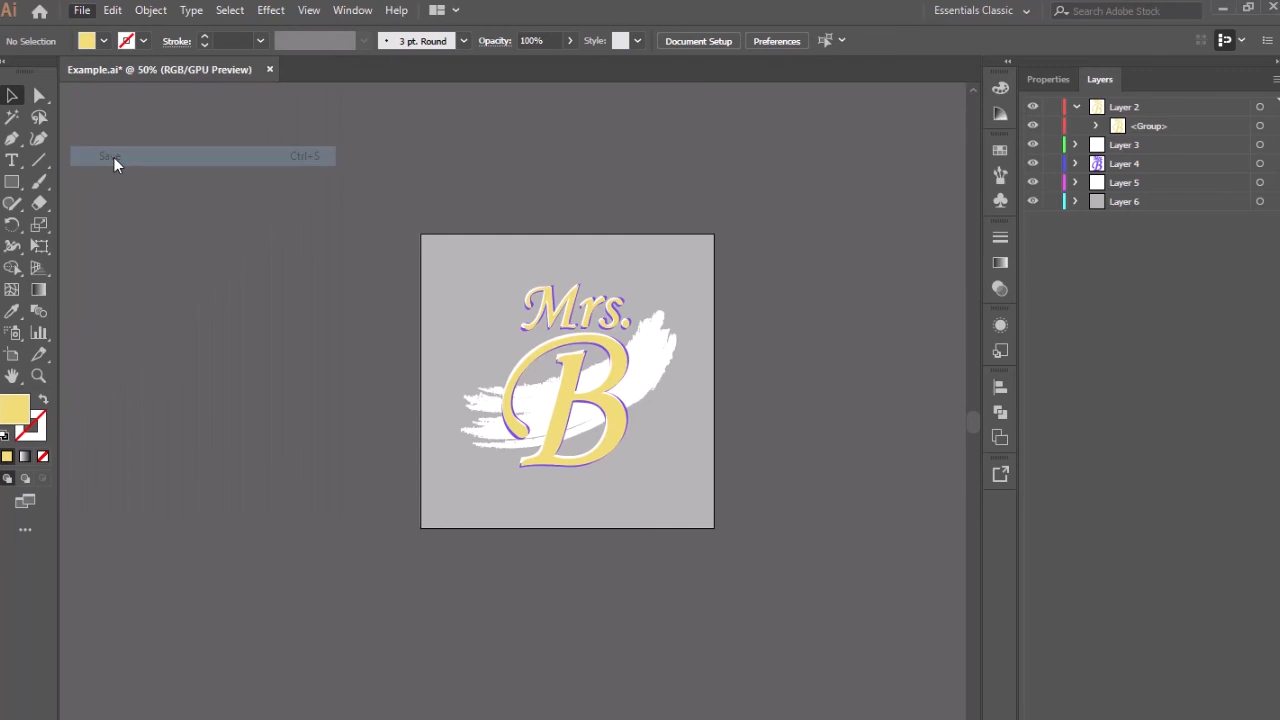 Ai File Edit Object Type Select Effect View Window Help Essentials Classic Search Adobe Stock
No Selection Stroke: 3 pt. Round Opacity: 100% Style: Document Setup Preferences
Example.ai* @ 50% (RGB/GPU Preview) × Properties Layers
Layer 2
<Group>
Layer 3
Save Ctrl+S
Layer 4
Layer 5
Layer 6
Mrs.
B